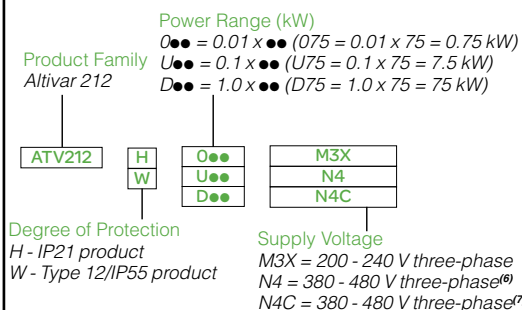 Power Range (kW)
0●● = 0.01 x ●● (075 = 0.01 x 75 = 0.75 kW)
U●● = 0.1 x ●● (U75 = 0.1 x 75 = 7.5 kW)
D●● = 1.0 x ●● (D75 = 1.0 x 75 = 75 kW)
Product Family
Altivar 212
ATV212 H 0●● M3X
W U●● N4
D●● N4C
Degree of Protection
H - IP21 product
W - Type 12/IP55 product
Supply Voltage
M3X = 200 - 240 V three-phase
N4 = 380 - 480 V three-phase(6)
N4C = 380 - 480 V three-phase(7